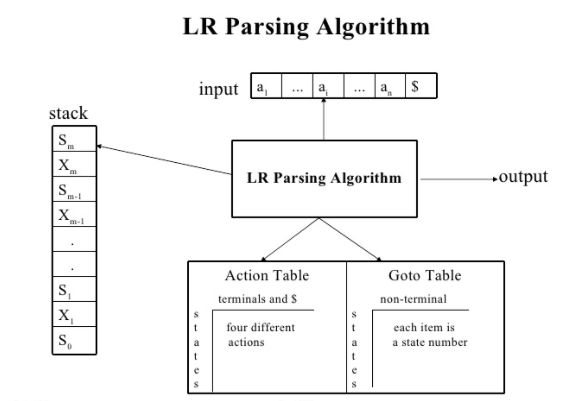 LR Parsing Algorithm
input a1 ... ai ... an $
stack
Sm
Xm
Sm-1
Xm-1
.
.
S1
X1
S0
LR Parsing Algorithm
output
Action Table
terminals and $
states
four different
actions
Goto Table
non-terminal
states
each item is
a state number